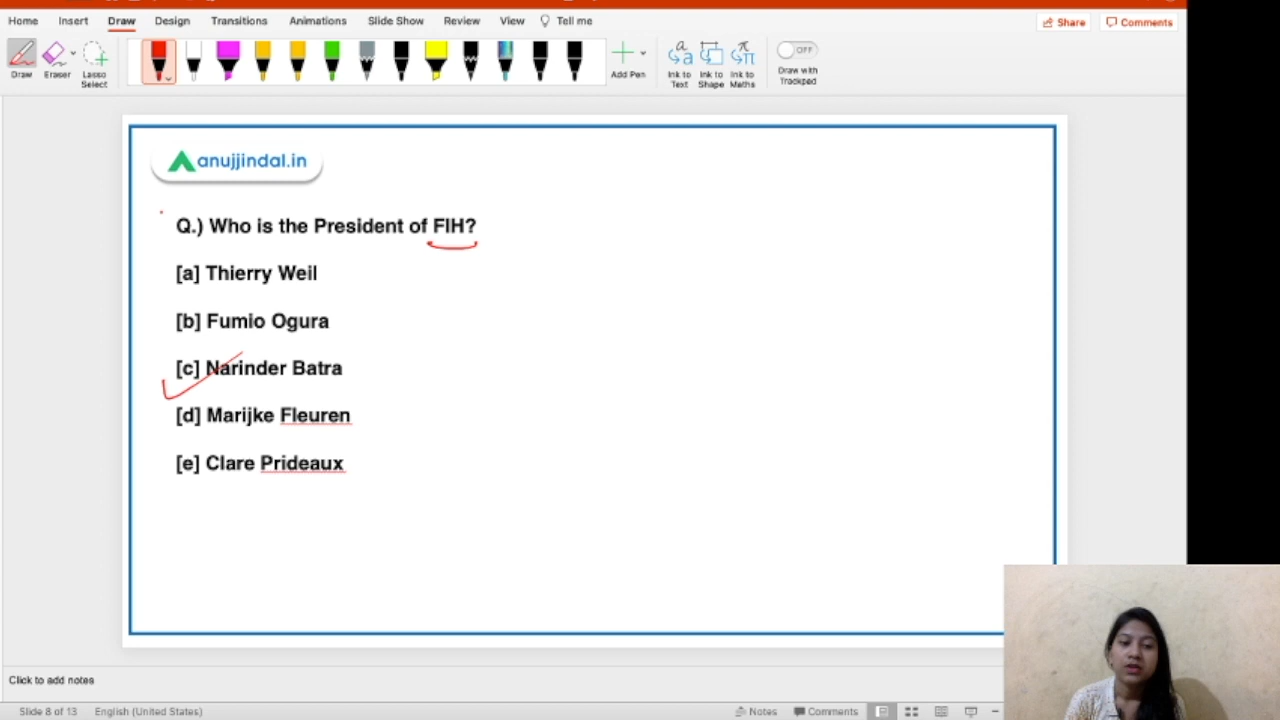 Home Insert Draw Design Transitions Animations Slide Show Review View Tell me Share Comments
Draw Eraser Lasso Select Add Pen Ink to Text Ink to Shape Ink to Maths OFF Draw with Trackpad
anujjindal.in
Q.) Who is the President of FIH?
[a] Thierry Weil
[b] Fumio Ogura
[c] Narinder Batra
[d] Marijke Fleuren
[e] Clare Prideaux
Click to add notes
Slide 8 of 13 English (United States) Notes Comments